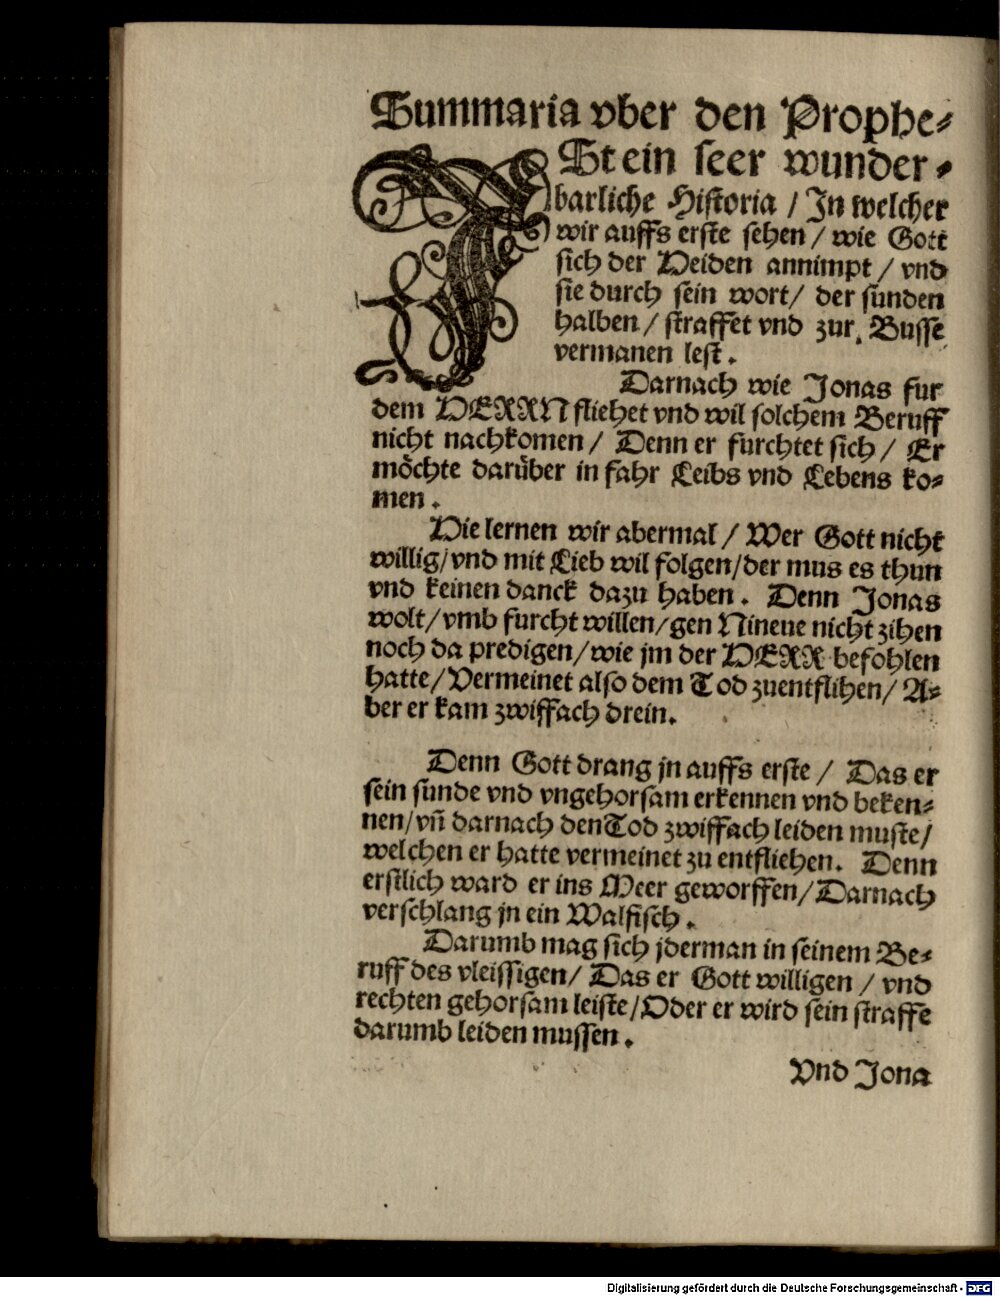 Summaria vber den Prophe⸗
ISt ein seer wunder⸗
barliche Historia / In welcher
wir auffs erste sehen / wie Gott
sich der Heiden annimpt / vnd
sie durch sein wort / der sunden
halben / straffet vnd zur Busse
vermanen lest.
Darnach wie Jonas fur
dem HERRN fliehet vnd wil solchem Beruff
nicht nachkomen / Denn er furchtet sich / Er
möchte darüber in fahr Leibs vnd Lebens ko⸗
men.
Hie lernen wir abermal / Wer Gott nicht
willig / vnd mit Lieb wil folgen / der mus es thun
vnd keinen danck dazu haben. Denn Jonas
wolt / vmb furcht willen / gen Nineue nicht zihen
noch da predigen / wie jm der HERR befohlen
hatte / Vermeinet also dem Tod zuentflihen / A⸗
ber er kam zwiffach drein.
Denn Gott drang jn auffs erste / Das er
sein sunde vnd vngehorsam erkennen vnd beken⸗
nen / vñ darnach den Tod zwiffach leiden muste /
welchen er hatte vermeinet zu entfliehen. Denn
erstlich ward er ins Meer geworffen / Darnach
verschlang jn ein Walfisch.
Darumb mag sich jderman in seinem Be⸗
ruff des vleissigen / Das er Gott willigen / vnd
rechten gehorsam leiste / Oder er wird sein straffe
darumb leiden mussen.
Vnd Jona
Digitalisierung gefördert durch die Deutsche Forschungsgemeinschaft - DFG